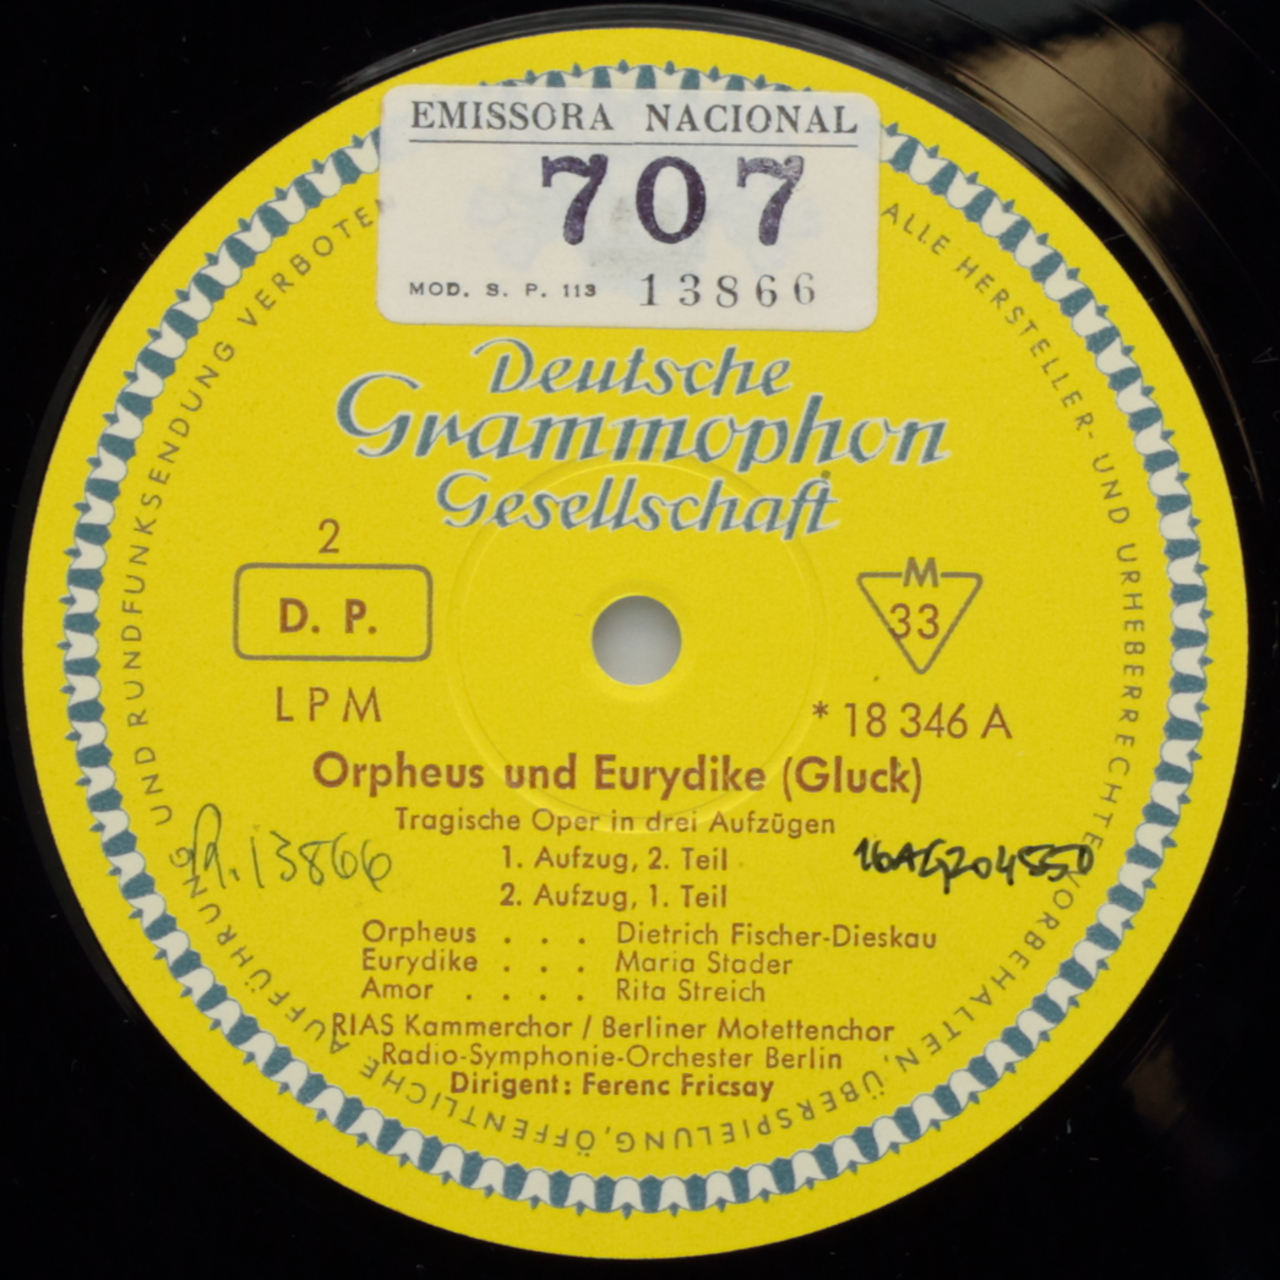 EMISSORA NACIONAL
707
MOD. S. P. 113 13866
Deutsche
Grammophon
Gesellschaft
2
D. P.
LPM
M
33
* 18 346 A
Orpheus und Eurydike (Gluck)
Tragische Oper in drei Aufzügen
1. Aufzug, 2. Teil
2. Aufzug, 1. Teil
13866
Orpheus . . . Dietrich Fischer-Dieskau
Eurydike . . . Maria Stader
Amor . . . . Rita Streich
RIAS Kammerchor / Berliner Motettenchor
Radio-Symphonie-Orchester Berlin
Dirigent: Ferenc Fricsay
ALLE HERSTELLER- UND URHEBERRECHTE VORBEHALTEN, ÜBERSPIELUNG, ÖFFENTLICHE AUFFÜHRUNG UND RUNDFUNKSENDUNG VERBOTEN